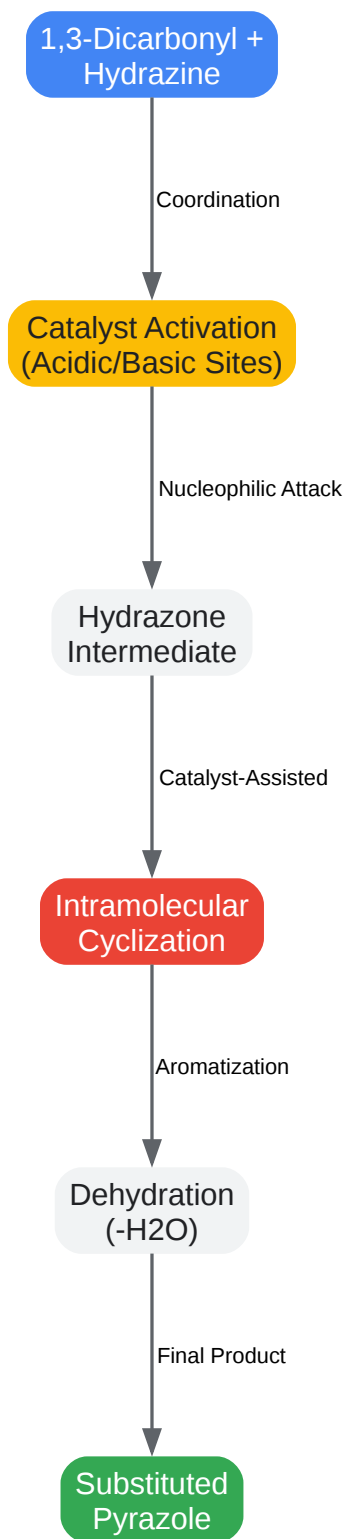 1,3-Dicarbonyl +
Hydrazine
Coordination
Catalyst Activation
(Acidic/Basic Sites)
Nucleophilic Attack
Hydrazone
Intermediate
Catalyst-Assisted
Intramolecular
Cyclization
Aromatization
Dehydration
(-H2O)
Final Product
Substituted
Pyrazole